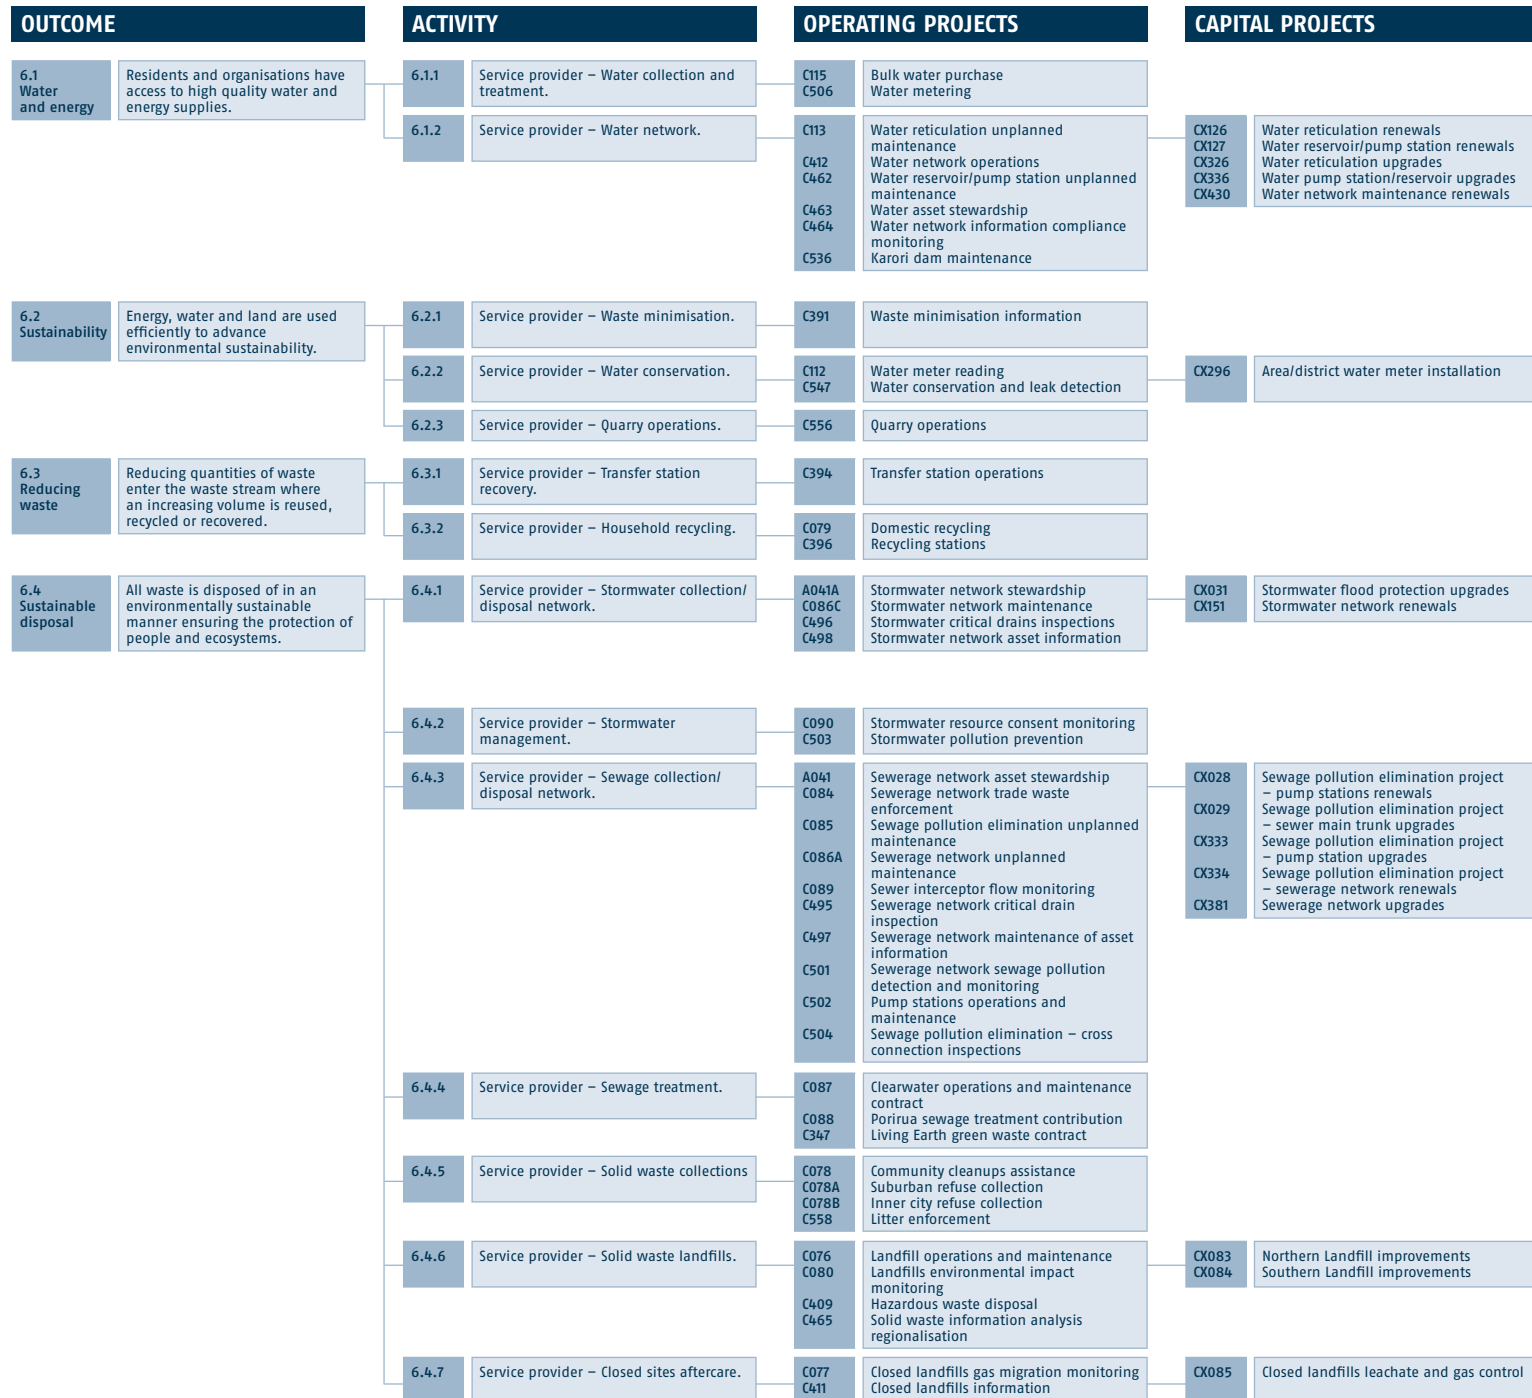 OUTCOME
ACTIVITY
OPERATING PROJECTS
CAPITAL PROJECTS
6.1
Water
and energy
Residents and organisations have
access to high quality water and
energy supplies.
6.1.1
Service provider – Water collection and
treatment.
C115 Bulk water purchase
C506 Water metering
6.1.2
Service provider – Water network.
C113 Water reticulation unplanned
maintenance
C412 Water network operations
C462 Water reservoir/pump station unplanned
maintenance
C463 Water asset stewardship
C464 Water network information compliance
monitoring
C536 Karori dam maintenance
CX126 Water reticulation renewals
CX127 Water reservoir/pump station renewals
CX326 Water reticulation upgrades
CX336 Water pump station/reservoir upgrades
CX430 Water network maintenance renewals
6.2
Sustainability
Energy, water and land are used
efficiently to advance
environmental sustainability.
6.2.1
Service provider – Waste minimisation.
C391 Waste minimisation information
6.2.2
Service provider – Water conservation.
C112 Water meter reading
C547 Water conservation and leak detection
CX296 Area/district water meter installation
6.2.3
Service provider – Quarry operations.
C556 Quarry operations
6.3
Reducing
waste
Reducing quantities of waste
enter the waste stream where
an increasing volume is reused,
recycled or recovered.
6.3.1
Service provider – Transfer station
recovery.
C394 Transfer station operations
6.3.2
Service provider – Household recycling.
C079 Domestic recycling
C396 Recycling stations
6.4
Sustainable
disposal
All waste is disposed of in an
environmentally sustainable
manner ensuring the protection of
people and ecosystems.
6.4.1
Service provider – Stormwater collection/
disposal network.
A041A Stormwater network stewardship
C086C Stormwater network maintenance
C496 Stormwater critical drains inspections
C498 Stormwater network asset information
CX031 Stormwater flood protection upgrades
CX151 Stormwater network renewals
6.4.2
Service provider – Stormwater
management.
C090 Stormwater resource consent monitoring
C503 Stormwater pollution prevention
6.4.3
Service provider – Sewage collection/
disposal network.
A041 Sewerage network asset stewardship
C084 Sewerage network trade waste
enforcement
C085 Sewage pollution elimination unplanned
maintenance
C086A Sewerage network unplanned
maintenance
C089 Sewer interceptor flow monitoring
C495 Sewerage network critical drain
inspection
C497 Sewerage network maintenance of asset
information
C501 Sewerage network sewage pollution
detection and monitoring
C502 Pump stations operations and
maintenance
C504 Sewage pollution elimination – cross
connection inspections
CX028 Sewage pollution elimination project
– pump stations renewals
CX029 Sewage pollution elimination project
– sewer main trunk upgrades
CX333 Sewage pollution elimination project
– pump station upgrades
CX334 Sewage pollution elimination project
– sewerage network renewals
CX381 Sewerage network upgrades
6.4.4
Service provider – Sewage treatment.
C087 Clearwater operations and maintenance
contract
C088 Porirua sewage treatment contribution
C347 Living Earth green waste contract
6.4.5
Service provider – Solid waste collections
C078 Community cleanups assistance
C078A Suburban refuse collection
C078B Inner city refuse collection
C558 Litter enforcement
6.4.6
Service provider – Solid waste landfills.
C076 Landfill operations and maintenance
C080 Landfills environmental impact
monitoring
C409 Hazardous waste disposal
C465 Solid waste information analysis
regionalisation
CX083 Northern Landfill improvements
CX084 Southern Landfill improvements
6.4.7
Service provider – Closed sites aftercare.
C077 Closed landfills gas migration monitoring
C411 Closed landfills information
CX085 Closed landfills leachate and gas control